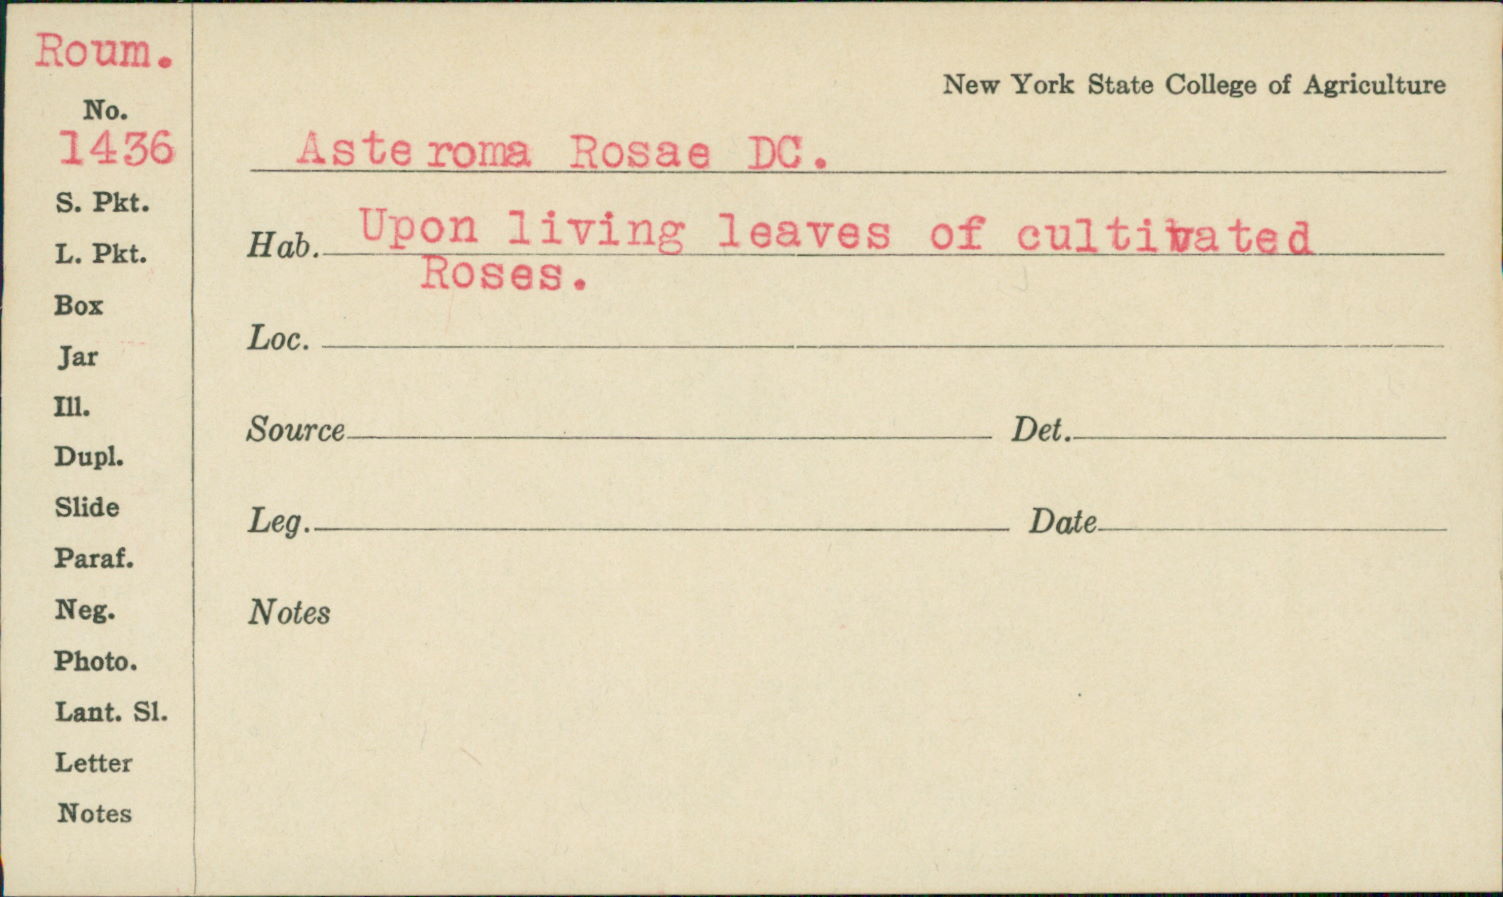 Roum.
No.
1436
S. Pkt.
L. Pkt.
Box
Jar
Ill.
Dupl.
Slide
Paraf.
Neg.
Photo.
Lant. Sl.
Letter
Notes
New York State College of Agriculture
Asteroma Rosae DC.
Hab. Upon living leaves of cultivated
Roses.
Loc.
Source Det.
Leg. Date
Notes